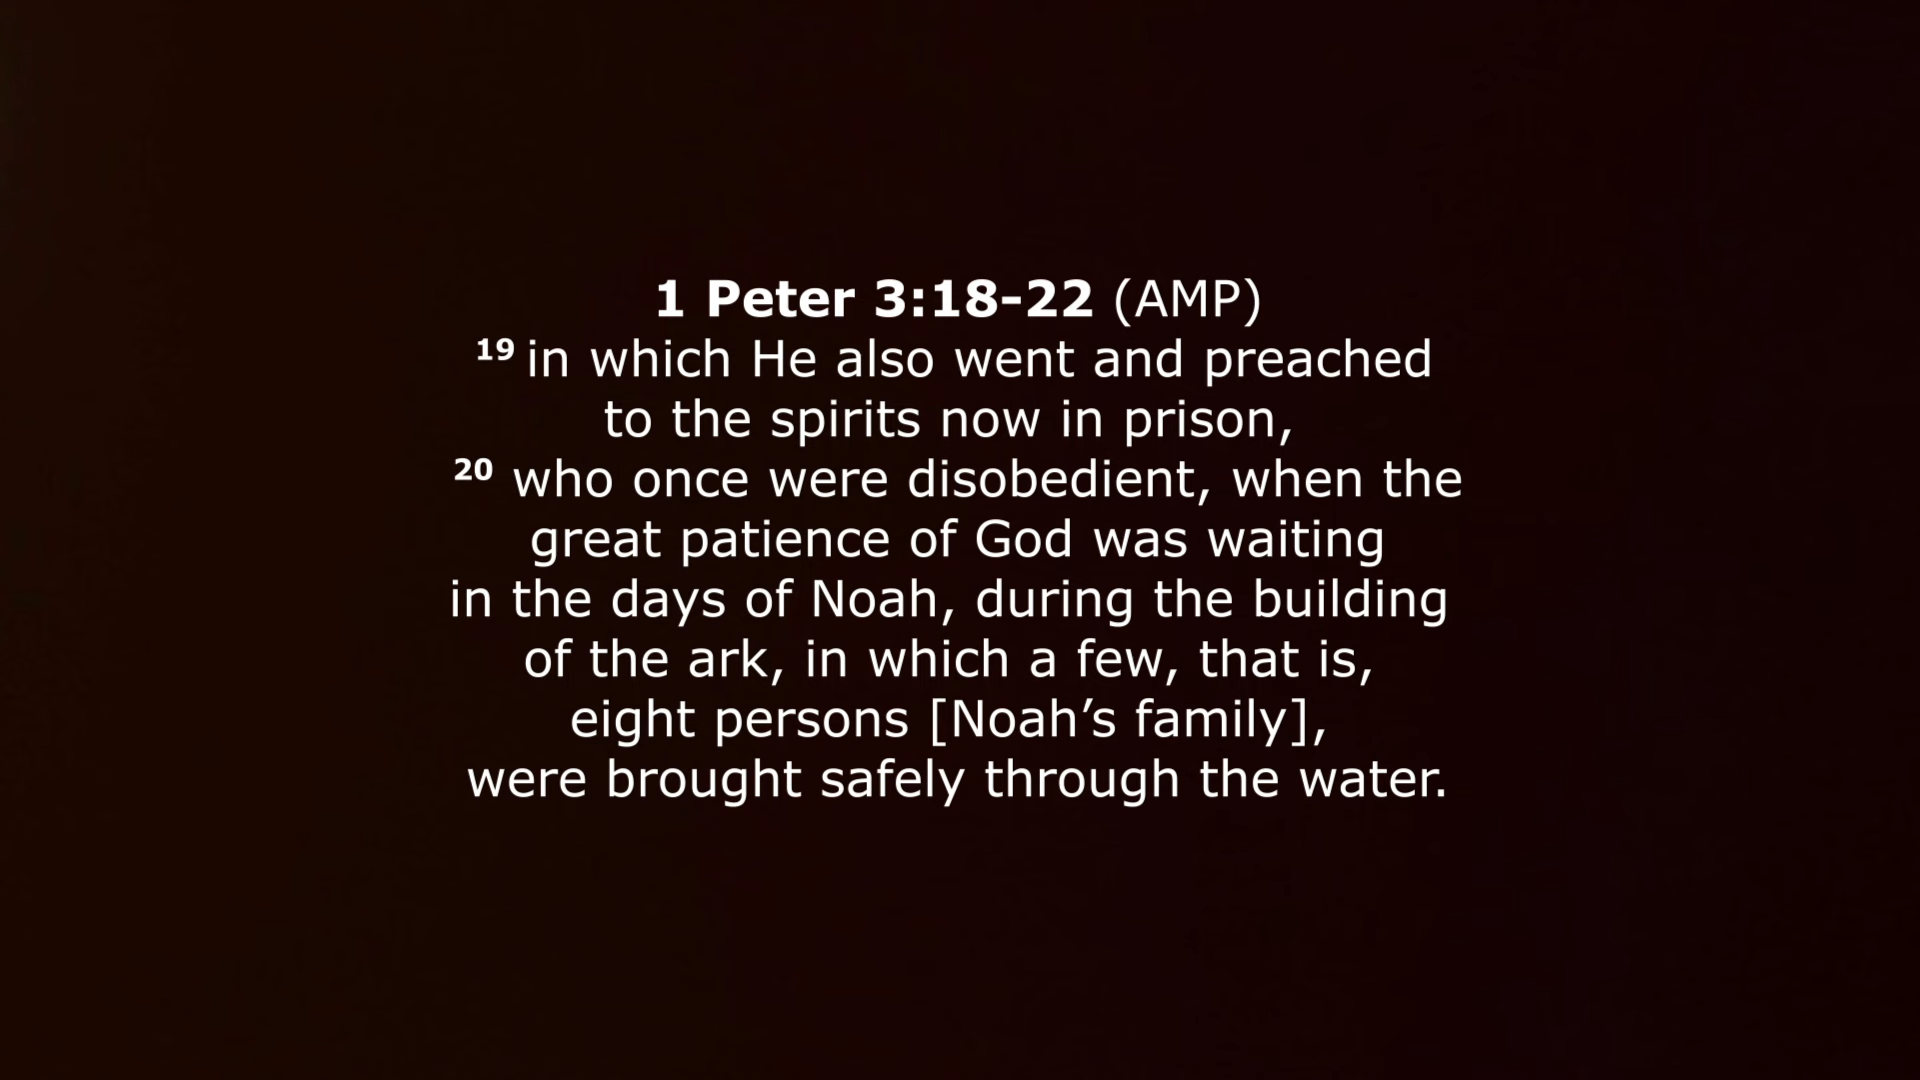 1 Peter 3:18-22 (AMP)
19 in which He also went and preached
to the spirits now in prison,
20 who once were disobedient, when the
great patience of God was waiting
in the days of Noah, during the building
of the ark, in which a few, that is,
eight persons [Noah’s family],
were brought safely through the water.